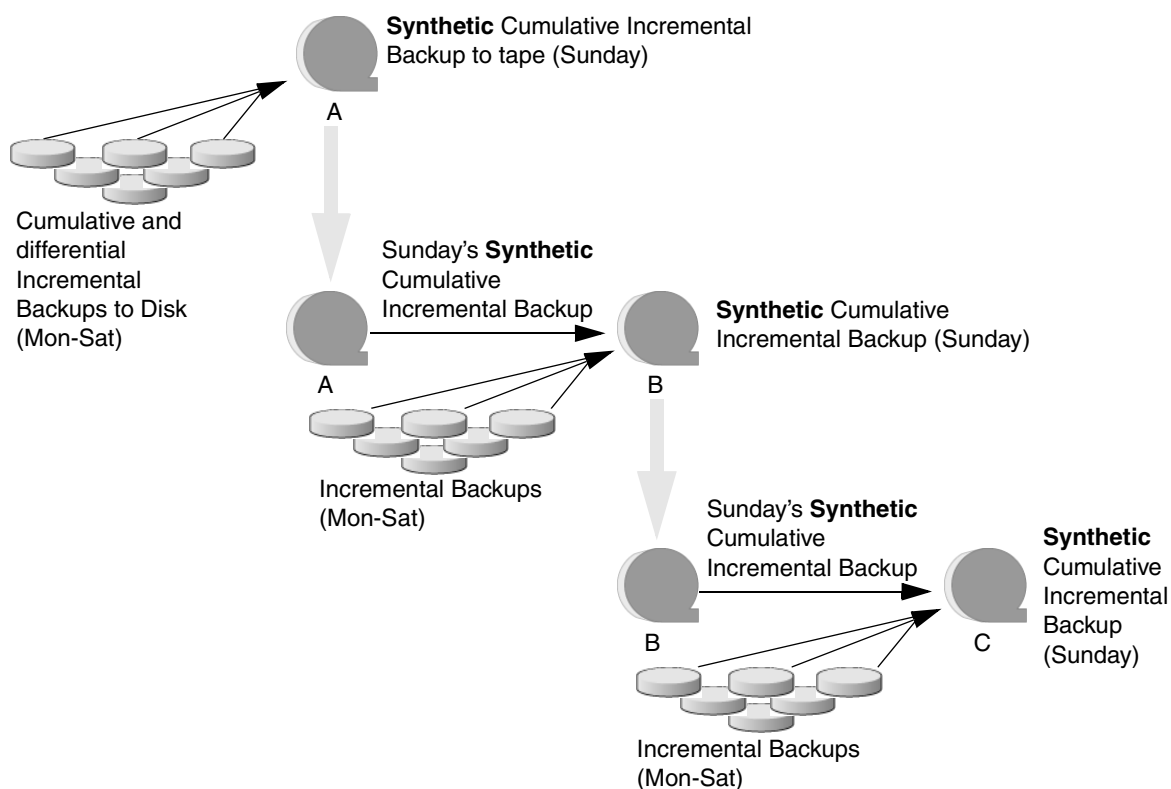 Synthetic Cumulative Incremental
Backup to tape (Sunday)
A
Cumulative and
differential
Incremental
Backups to Disk
(Mon-Sat)
Sunday’s Synthetic
Cumulative
Incremental Backup
A
B
Synthetic Cumulative
Incremental Backup (Sunday)
Incremental Backups
(Mon-Sat)
Sunday’s Synthetic
Cumulative
Incremental Backup
B
C
Synthetic
Cumulative
Incremental
Backup
(Sunday)
Incremental Backups
(Mon-Sat)